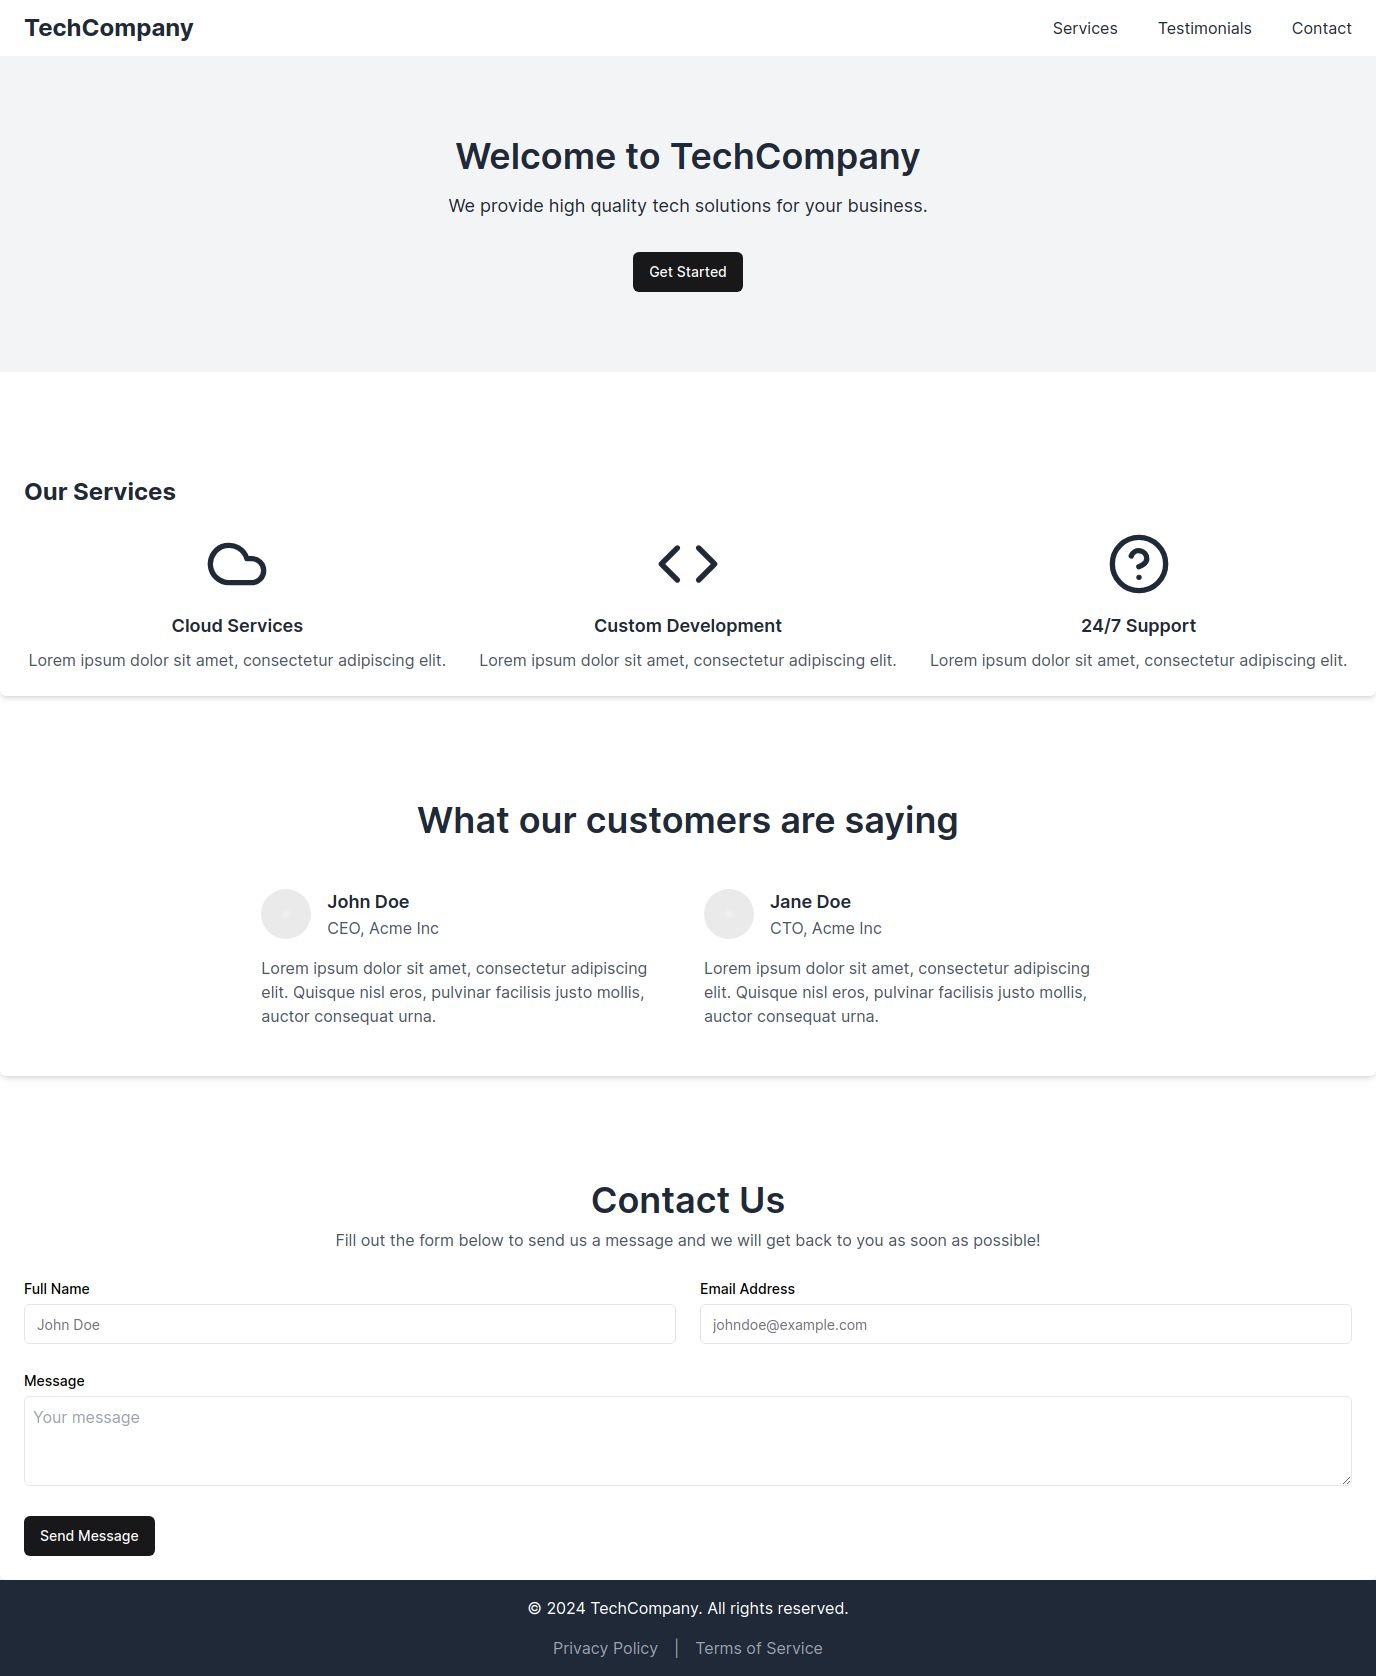 TechCompany
Services Testimonials Contact
Welcome to TechCompany
We provide high quality tech solutions for your business.
Get Started
Our Services
Cloud Services
Lorem ipsum dolor sit amet, consectetur adipiscing elit.
Custom Development
Lorem ipsum dolor sit amet, consectetur adipiscing elit.
24/7 Support
Lorem ipsum dolor sit amet, consectetur adipiscing elit.
What our customers are saying
John Doe
CEO, Acme Inc
Lorem ipsum dolor sit amet, consectetur adipiscing
elit. Quisque nisl eros, pulvinar facilisis justo mollis,
auctor consequat urna.
Jane Doe
CTO, Acme Inc
Lorem ipsum dolor sit amet, consectetur adipiscing
elit. Quisque nisl eros, pulvinar facilisis justo mollis,
auctor consequat urna.
Contact Us
Fill out the form below to send us a message and we will get back to you as soon as possible!
Full Name
John Doe
Email Address
johndoe@example.com
Message
Your message
Send Message
© 2024 TechCompany. All rights reserved.
Privacy Policy | Terms of Service